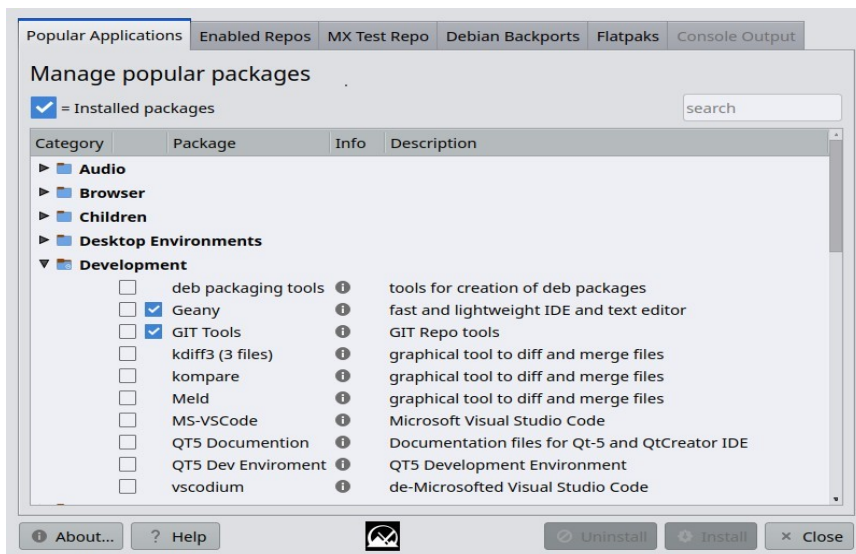 Popular Applications Enabled Repos MX Test Repo Debian Backports Flatpaks Console Output
Manage popular packages
= Installed packages search
Category Package Info Description
Audio
Browser
Children
Desktop Environments
Development
deb packaging tools tools for creation of deb packages
Geany fast and lightweight IDE and text editor
GIT Tools GIT Repo tools
kdiff3 (3 files) graphical tool to diff and merge files
kompare graphical tool to diff and merge files
Meld graphical tool to diff and merge files
MS-VSCode Microsoft Visual Studio Code
QT5 Documention Documentation files for Qt-5 and QtCreator IDE
QT5 Dev Enviroment QT5 Development Environment
vscodium de-Microsofted Visual Studio Code
About... ? Help Uninstall Install × Close